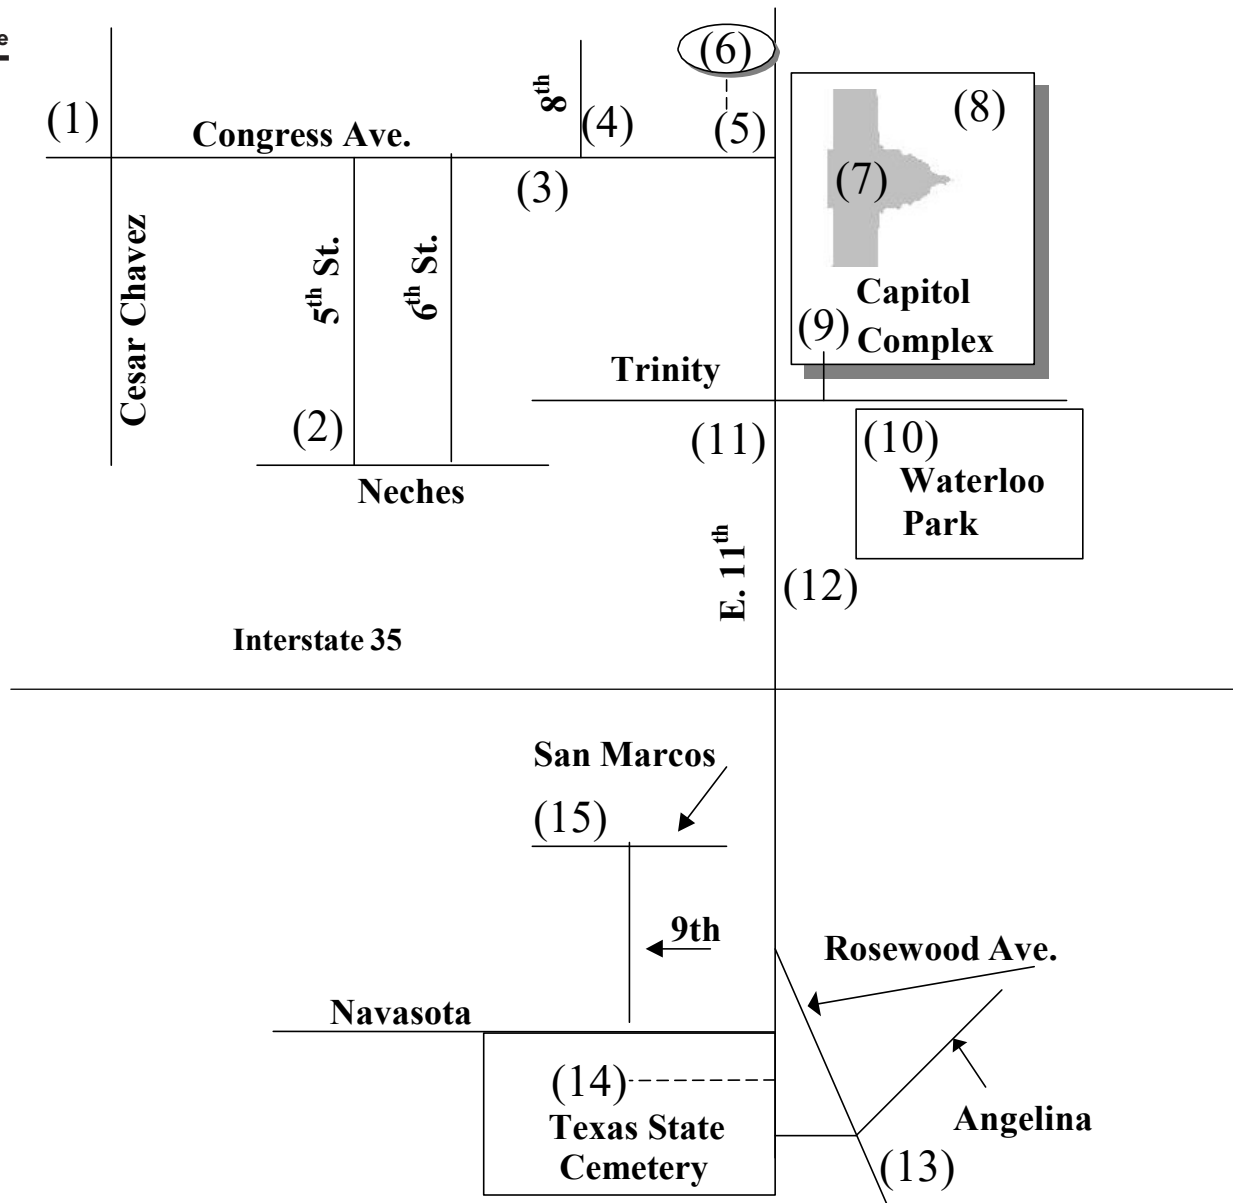 e
(6)
8th
(8)
(1)
Congress Ave.
(4)
(5)
(3)
(7)
Cesar Chavez
5th St.
6th St.
Capitol
Complex
(9)
Trinity
(2)
(11)
(10)
Waterloo
Park
Neches
E. 11th
(12)
Interstate 35
San Marcos
(15)
9th
Rosewood Ave.
Navasota
(14)
Texas State
Cemetery
Angelina
(13)